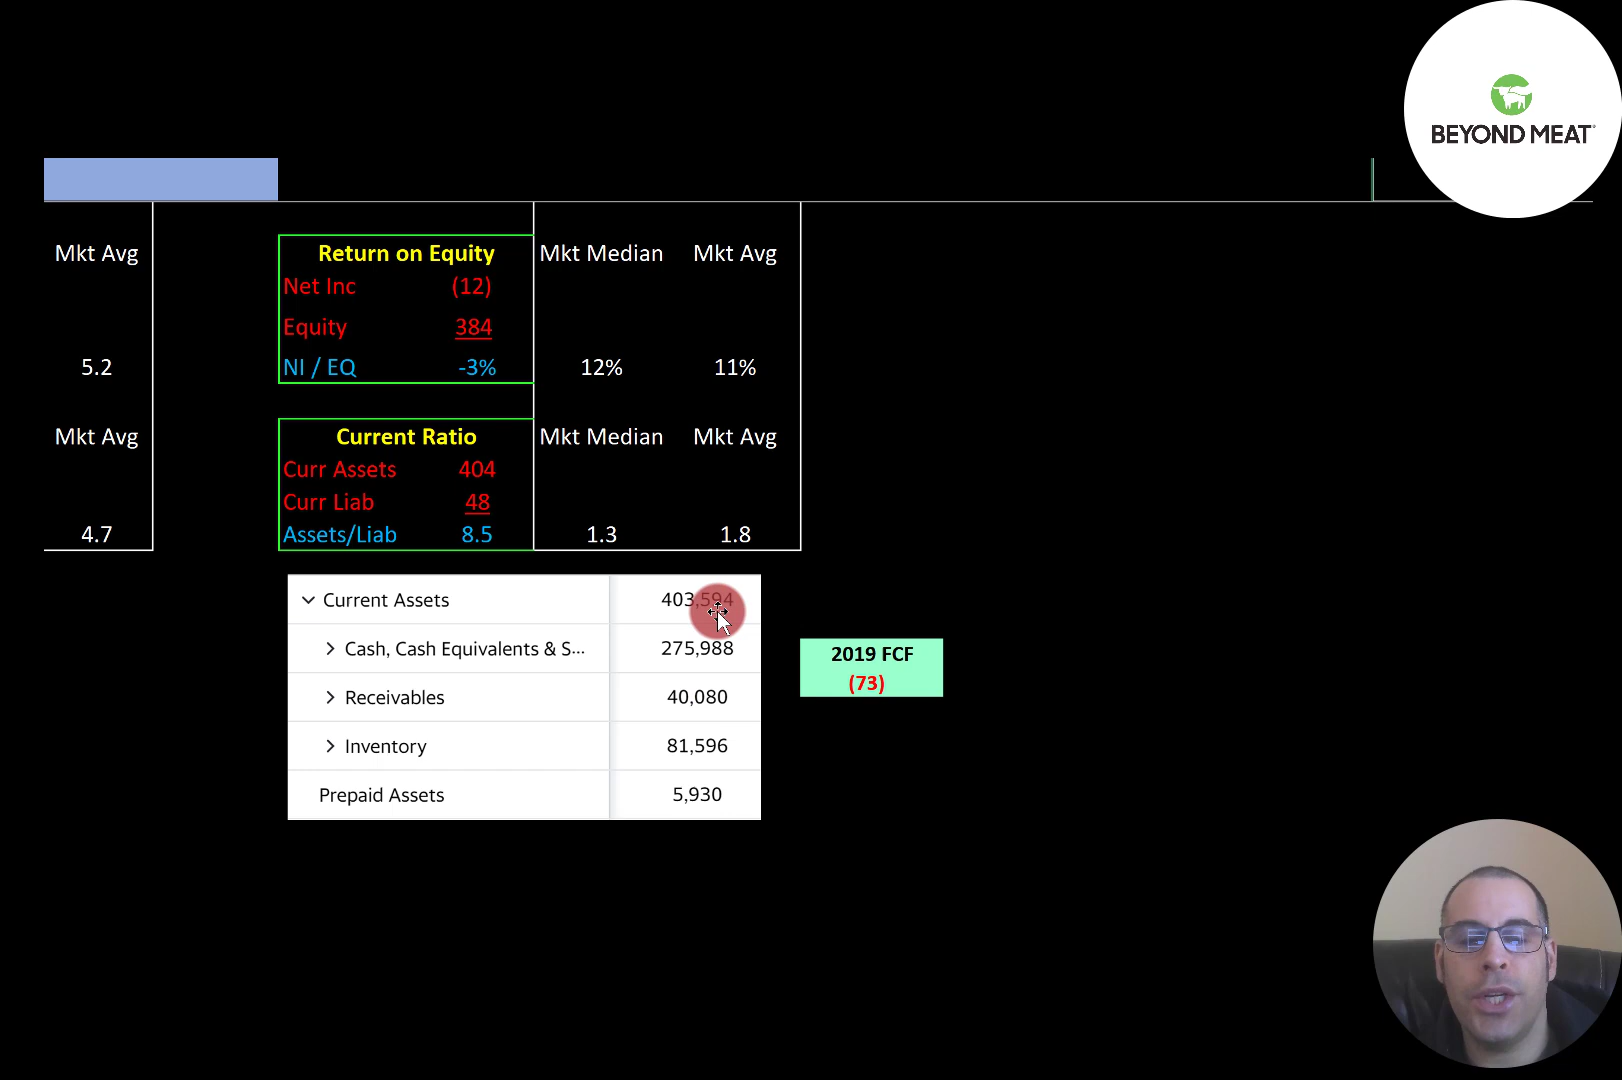 BEYOND MEAT
Mkt Avg
Return on Equity
Mkt Median
Mkt Avg
Net Inc (12)
Equity 384
5.2
NI / EQ -3%
12%
11%
Mkt Avg
Current Ratio
Mkt Median
Mkt Avg
Curr Assets 404
Curr Liab 48
4.7
Assets/Liab 8.5
1.3
1.8
Current Assets 403,594
Cash, Cash Equivalents & S... 275,988
Receivables 40,080
Inventory 81,596
Prepaid Assets 5,930
2019 FCF
(73)